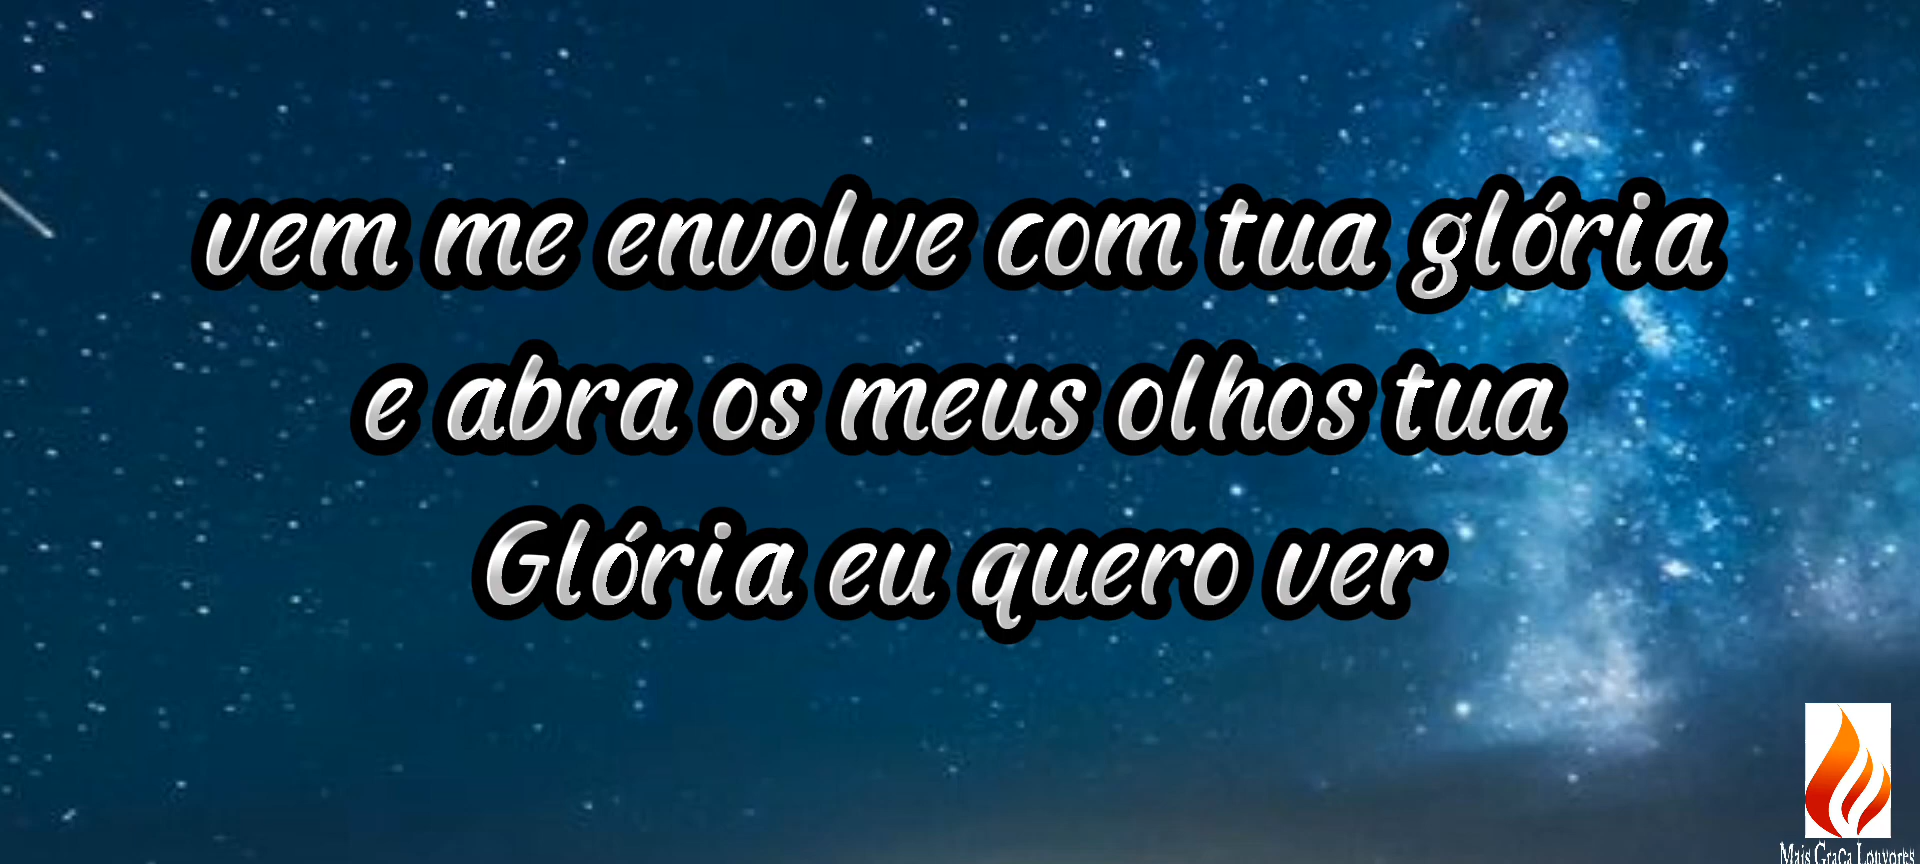 vem me envolve com tua glória
e abra os meus olhos tua
Glória eu quero ver
Mais Graça Louvores